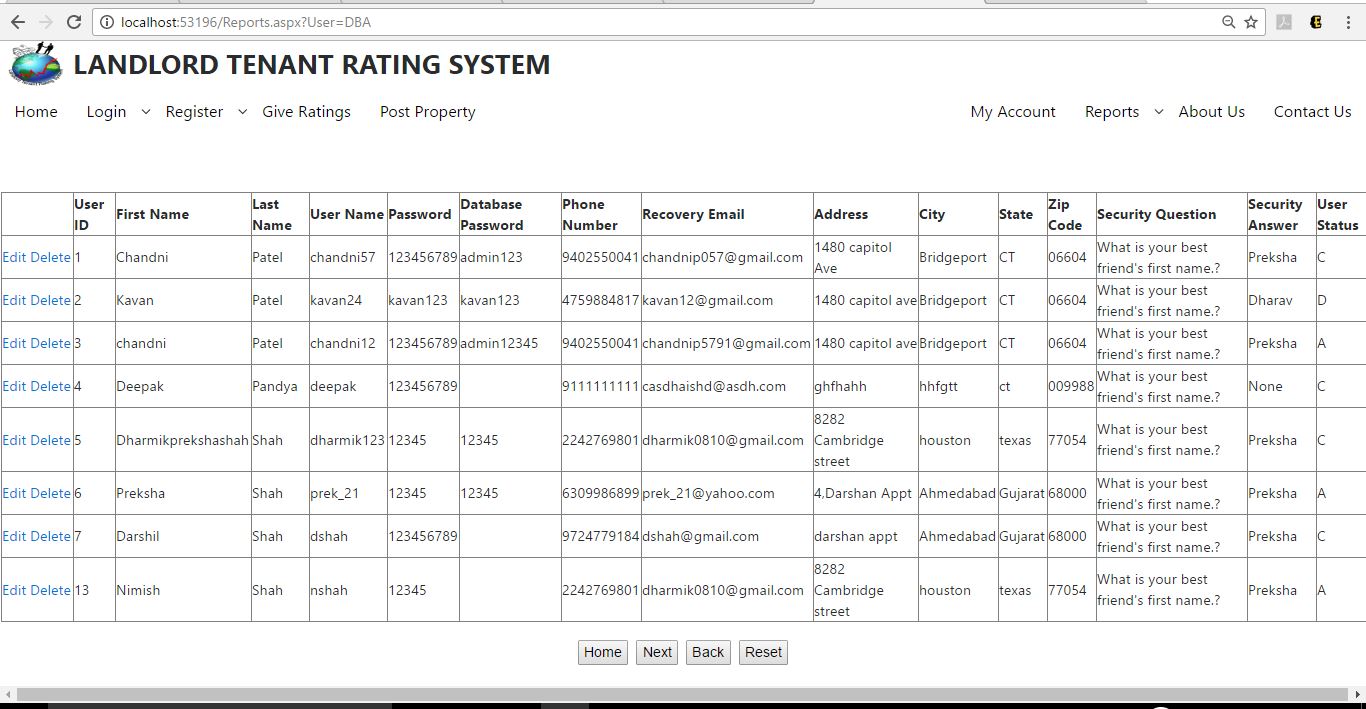 localhost:53196/Reports.aspx?User=DBA
LANDLORD TENANT RATING SYSTEM
Home Login Register Give Ratings Post Property My Account Reports About Us Contact Us
User ID First Name Last Name User Name Password Database Password Phone Number Recovery Email Address City State Zip Code Security Question Security Answer User Status
Edit Delete 1 Chandni Patel chandni57 123456789 admin123 9402550041 chandnip057@gmail.com 1480 capitol Ave Bridgeport CT 06604 What is your best friend's first name.? Preksha C
Edit Delete 2 Kavan Patel kavan24 kavan123 kavan123 4759884817 kavan12@gmail.com 1480 capitol ave Bridgeport CT 06604 What is your best friend's first name.? Dharav D
Edit Delete 3 chandni Patel chandni12 123456789 admin12345 9402550041 chandnip5791@gmail.com 1480 capitol ave Bridgeport CT 06604 What is your best friend's first name.? Preksha A
Edit Delete 4 Deepak Pandya deepak 123456789 9111111111 casdhaishd@asdh.com ghfhahh hhfgtt ct 009988 What is your best friend's first name.? None C
Edit Delete 5 Dharmikprekshashah Shah dharmik123 12345 12345 2242769801 dharmik0810@gmail.com 8282 Cambridge street houston texas 77054 What is your best friend's first name.? Preksha C
Edit Delete 6 Preksha Shah prek_21 12345 12345 6309986899 prek_21@yahoo.com 4,Darshan Appt Ahmedabad Gujarat 68000 What is your best friend's first name.? Preksha A
Edit Delete 7 Darshil Shah dshah 123456789 9724779184 dshah@gmail.com darshan appt Ahmedabad Gujarat 68000 What is your best friend's first name.? Preksha C
Edit Delete 13 Nimish Shah nshah 12345 2242769801 dharmik0810@gmail.com 8282 Cambridge street houston texas 77054 What is your best friend's first name.? Preksha A
Home Next Back Reset